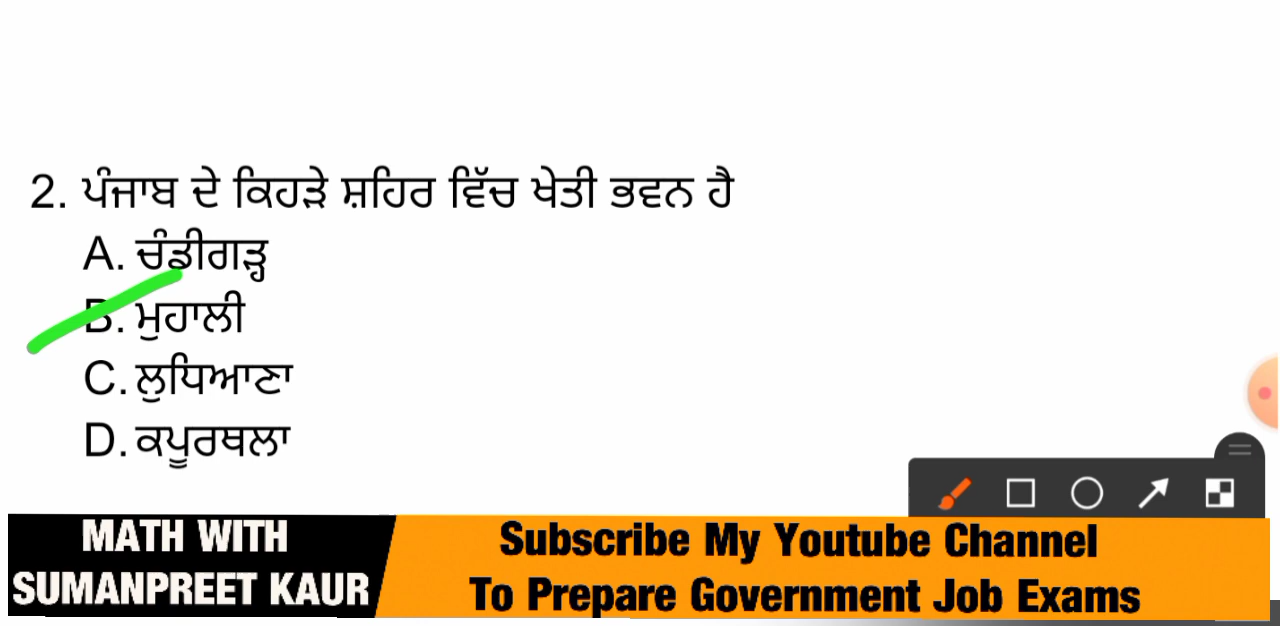 2. ਪੰਜਾਬ ਦੇ ਕਿਹੜੇ ਸ਼ਹਿਰ ਵਿੱਚ ਖੇਤੀ ਭਵਨ ਹੈ
A. ਚੰਡੀਗੜ੍ਹ
B. ਮੁਹਾਲੀ
C. ਲੁਧਿਆਣਾ
D. ਕਪੂਰਥਲਾ
MATH WITH
SUMANPREET KAUR
Subscribe My Youtube Channel
To Prepare Government Job Exams